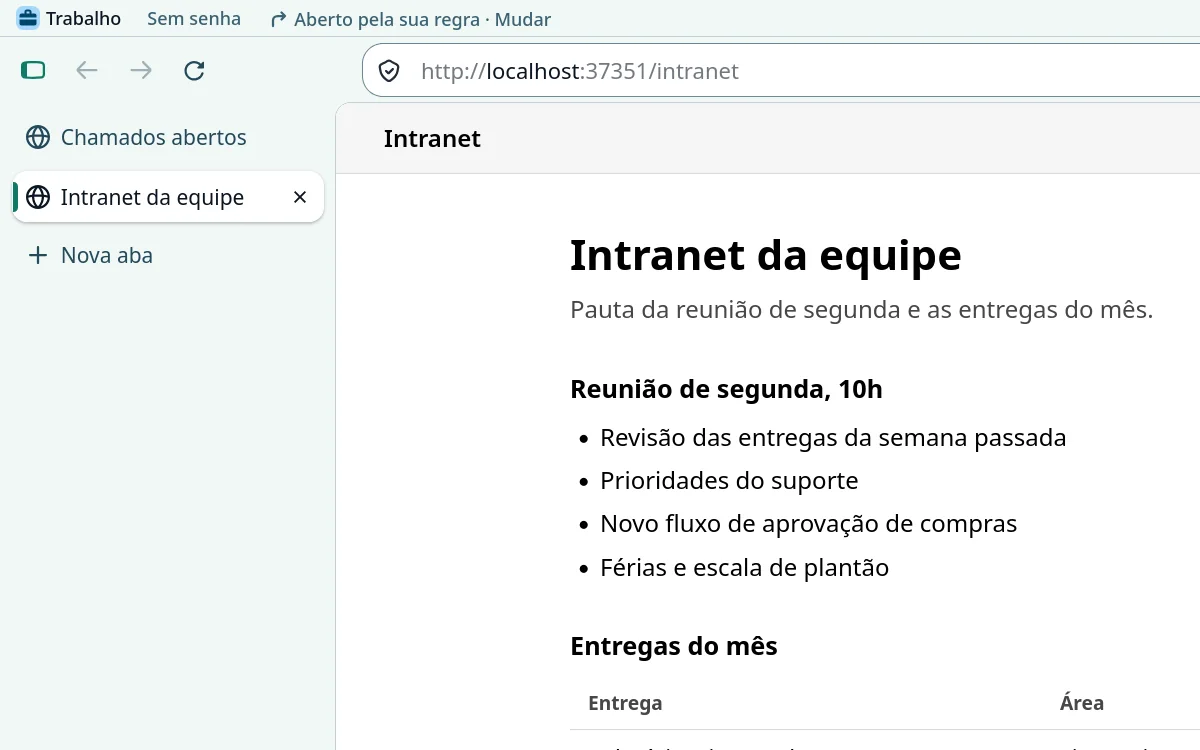 Trabalho Sem senha Aberto pela sua regra · Mudar
http://localhost:37351/intranet
Chamados abertos
Intranet da equipe
Nova aba
Intranet
Intranet da equipe
Pauta da reunião de segunda e as entregas do mês.
Reunião de segunda, 10h
• Revisão das entregas da semana passada
• Prioridades do suporte
• Novo fluxo de aprovação de compras
• Férias e escala de plantão
Entregas do mês
Entrega Área